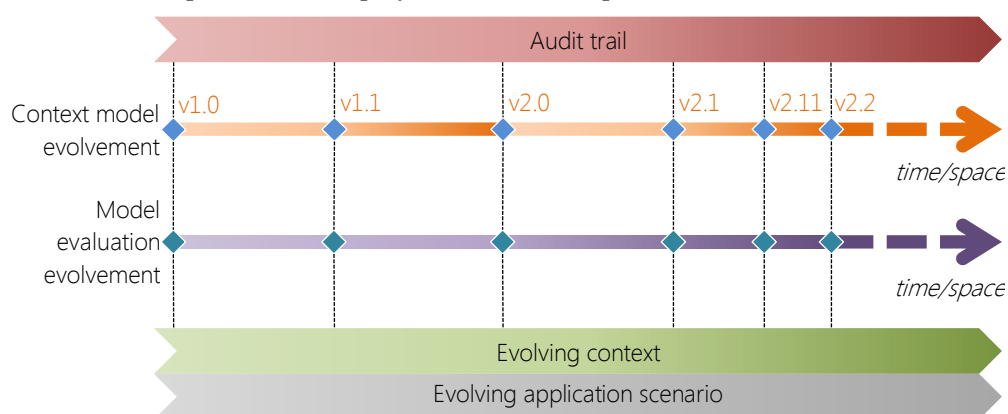 Audit trail
v1.0
v1.1
v2.0
v2.1
v2.11
v2.2
Context model
evolvement
time/space
Model
evaluation
evolvement
time/space
Evolving context
Evolving application scenario